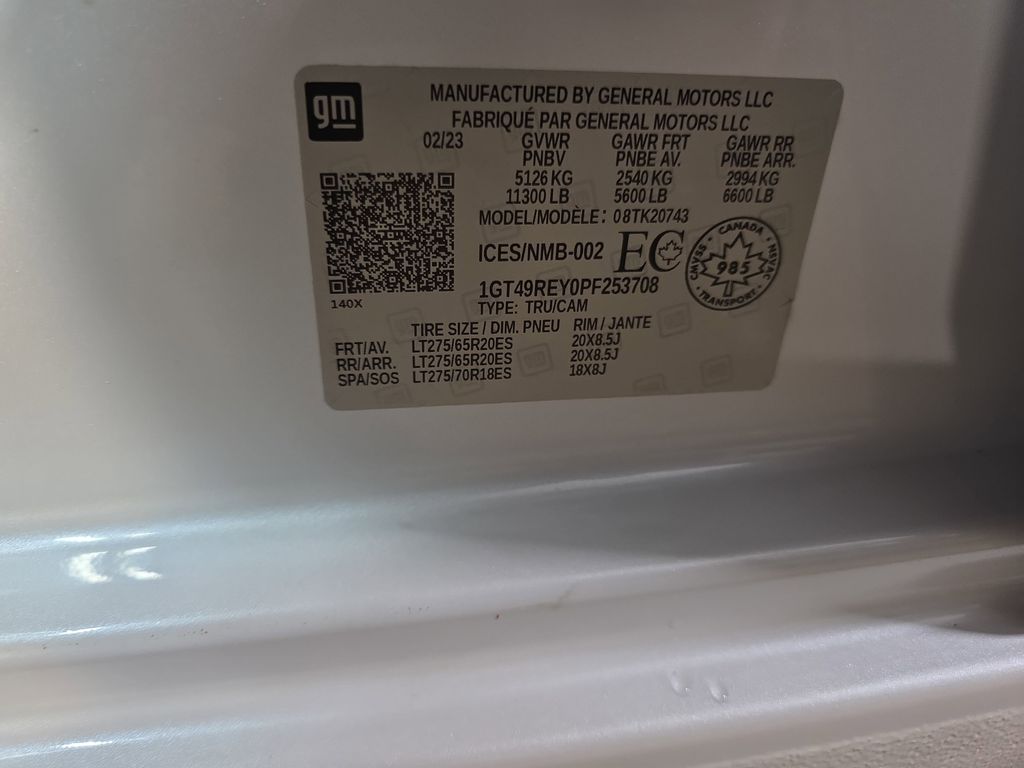 gm
MANUFACTURED BY GENERAL MOTORS LLC
FABRIQUÉ PAR GENERAL MOTORS LLC
02/23 GVWR GAWR FRT GAWR RR
PNBV PNBE AV. PNBE ARR.
5126 KG 2540 KG 2994 KG
11300 LB 5600 LB 6600 LB
MODEL/MODÈLE: 08TK20743
ICES/NMB-002 EC
CANADA
985
TRANSPORT
CMVSS
NSVAC
1GT49REY0PF253708
140X
TYPE: TRU/CAM
TIRE SIZE / DIM. PNEU RIM / JANTE
FRT/AV. LT275/65R20ES 20X8.5J
RR/ARR. LT275/65R20ES 20X8.5J
SPA/SOS LT275/70R18ES 18X8J